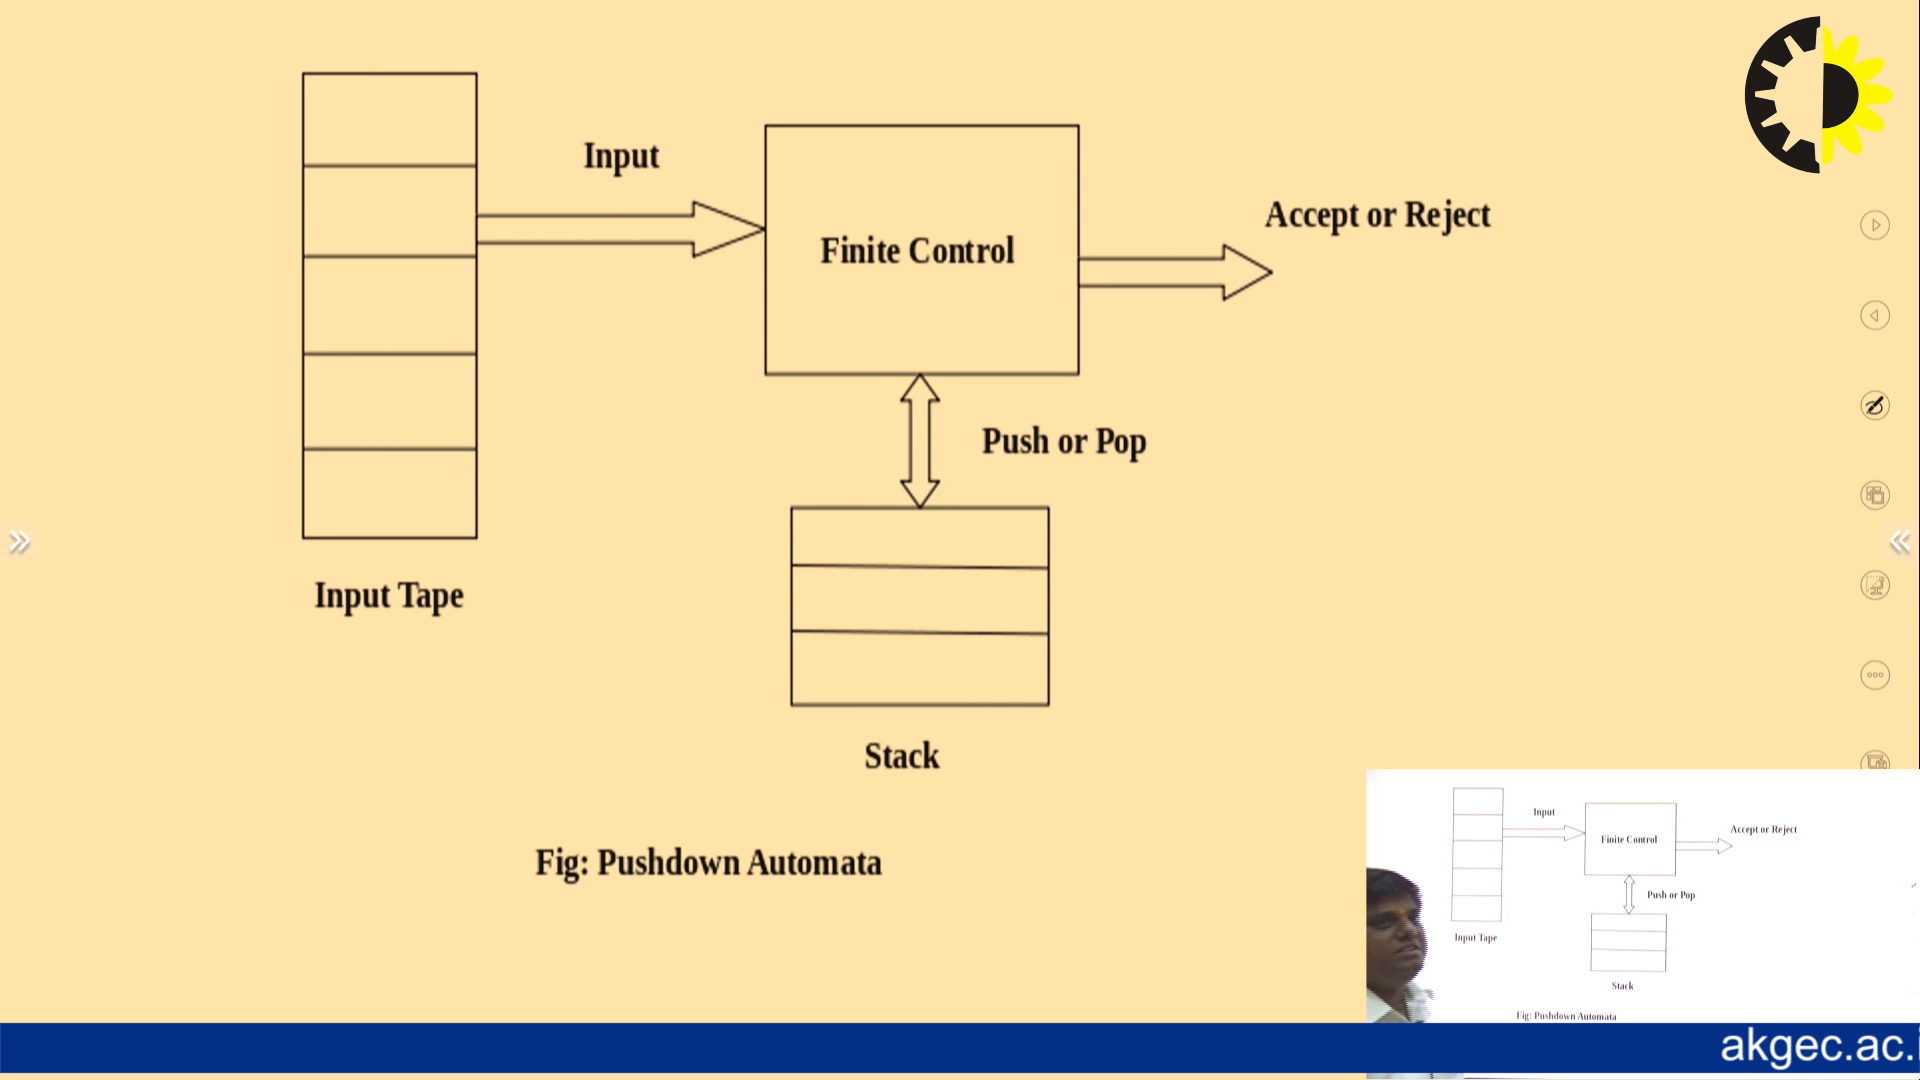 Input
Accept or Reject
Finite Control
Push or Pop
Input Tape
Stack
Fig: Pushdown Automata
Input
Accept or Reject
Finite Control
Push or Pop
Input Tape
Stack
Fig: Pushdown Automata
akgec.ac.i